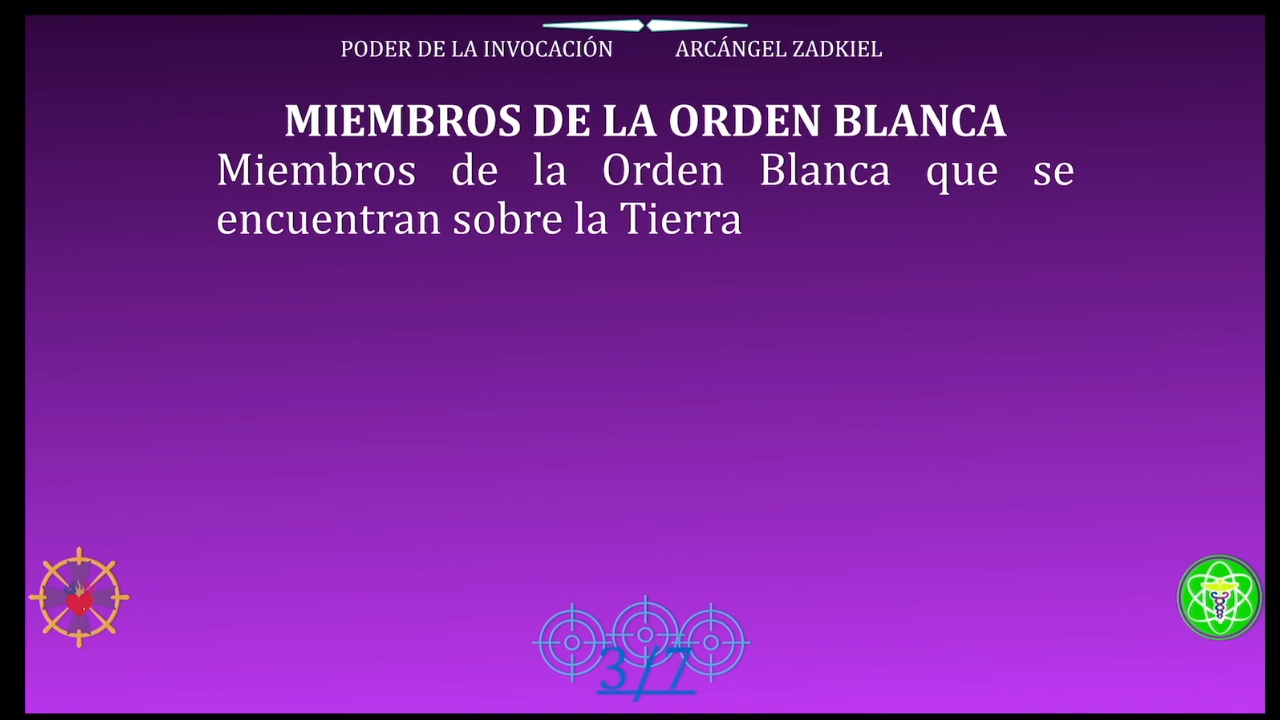 PODER DE LA INVOCACIÓN ARCÁNGEL ZADKIEL
MIEMBROS DE LA ORDEN BLANCA
Miembros de la Orden Blanca que se
encuentran sobre la Tierra
3/7